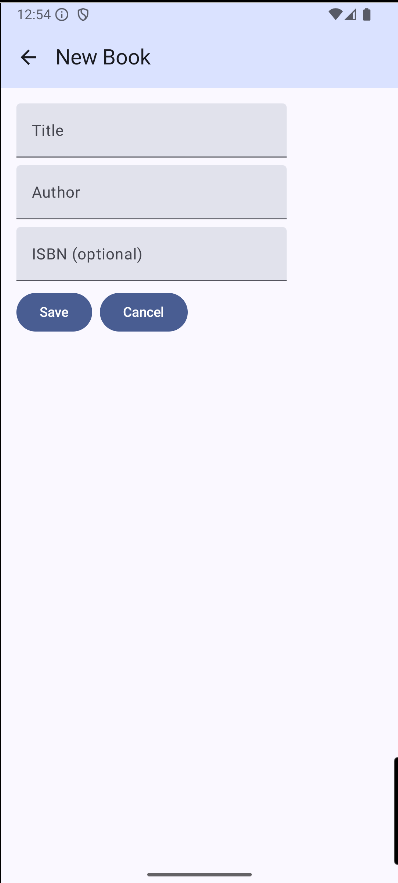 12:54
New Book
Title
Author
ISBN (optional)
Save Cancel